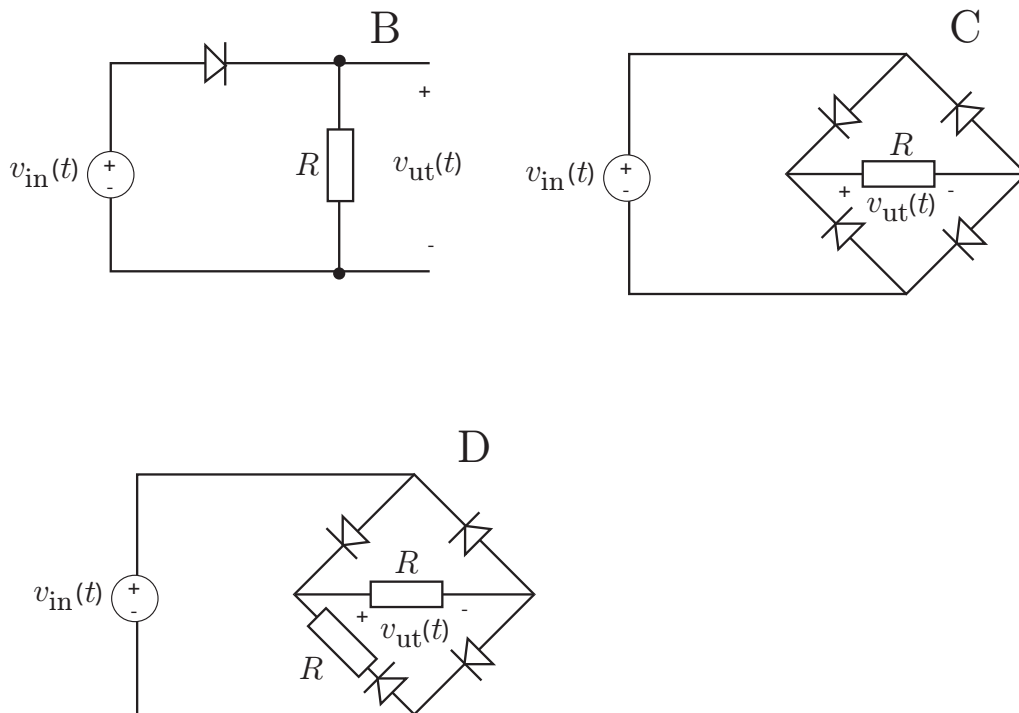 B
+
-
v_in(t)
+
-
R
v_ut(t)
C
+
-
v_in(t)
R
+
-
v_ut(t)
D
+
-
v_in(t)
R
+
-
v_ut(t)
R